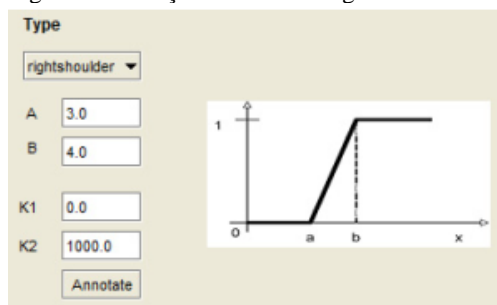 Type
rightshoulder
A 3.0
B 4.0
K1 0.0
K2 1000.0
Annotate
1
0 a b x